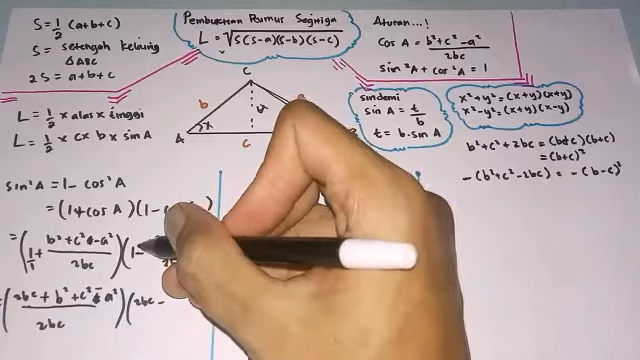 S = 1/2 (a+b+c)
S = setengah keliling
ΔABC
2S = a+b+c
Pembuktian Rumus Segitiga
L = √S(S-a)(S-b)(S-c)
Aturan...!
Cos A = b²+c²-a² / 2bc
sin²A + cos²A = 1
L = 1/2 x alas x tinggi
L = 1/2 x c x b x sin A
C
b
A
c
sindemi
sin A = t/b
t = b. sin A
x²+y² = (x+y)(x+y)
x²-y² = (x+y)(x-y)
b²+c²+2bc = (b+c)(b+c)
= (b+c)²
-(b²+c²-2bc) = -(b-c)²
sin²A = 1 - cos²A
= (1+cos A)(1-
= (1/1 + b²+c²-a² / 2bc)(1-
= (2bc + b²+c²-a² / 2bc)(2bc -